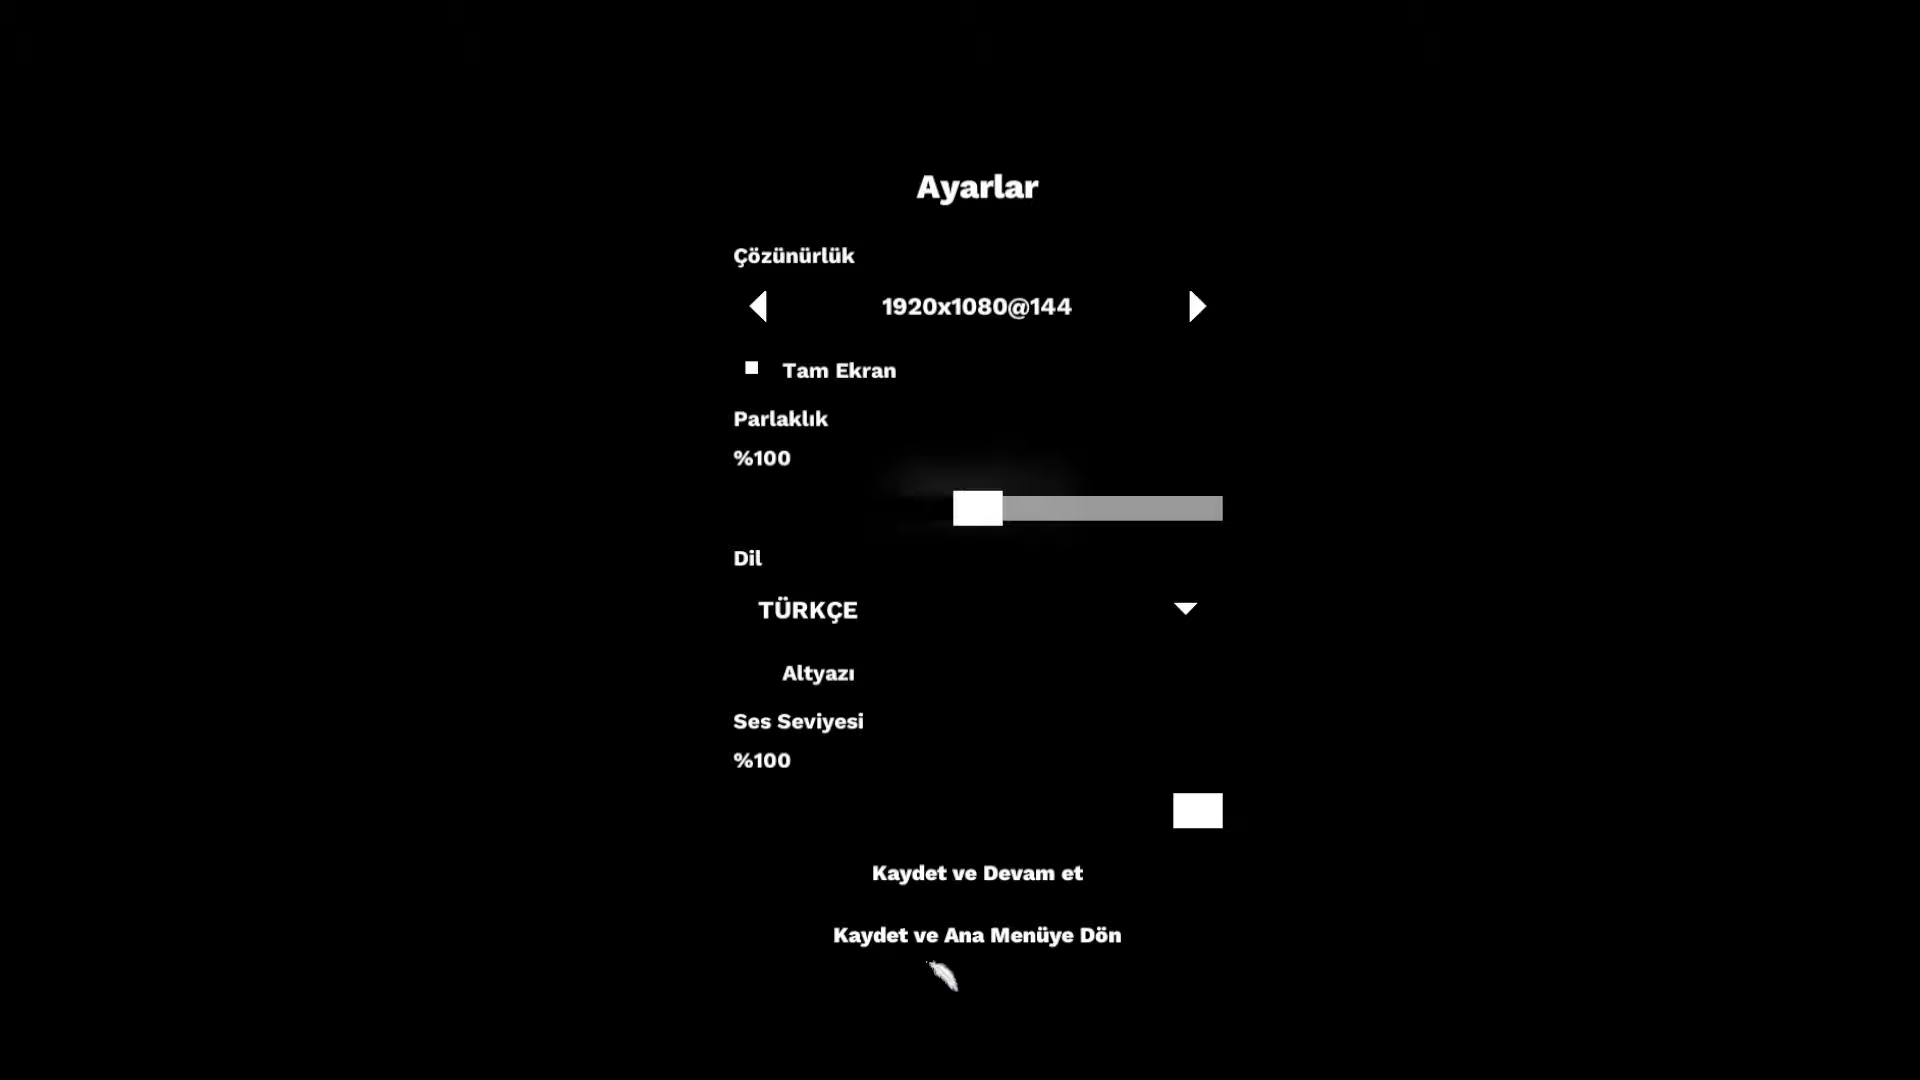 Ayarlar
Çözünürlük
1920x1080@144
Tam Ekran
Parlaklık
%100
Dil
TÜRKÇE
Altyazı
Ses Seviyesi
%100
Kaydet ve Devam et
Kaydet ve Ana Menüye Dön